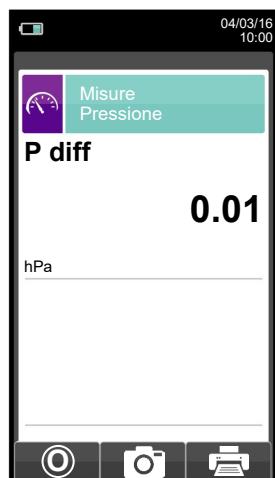 04/03/16
10:00
Misure
Pressione
P diff
0.01
hPa
O